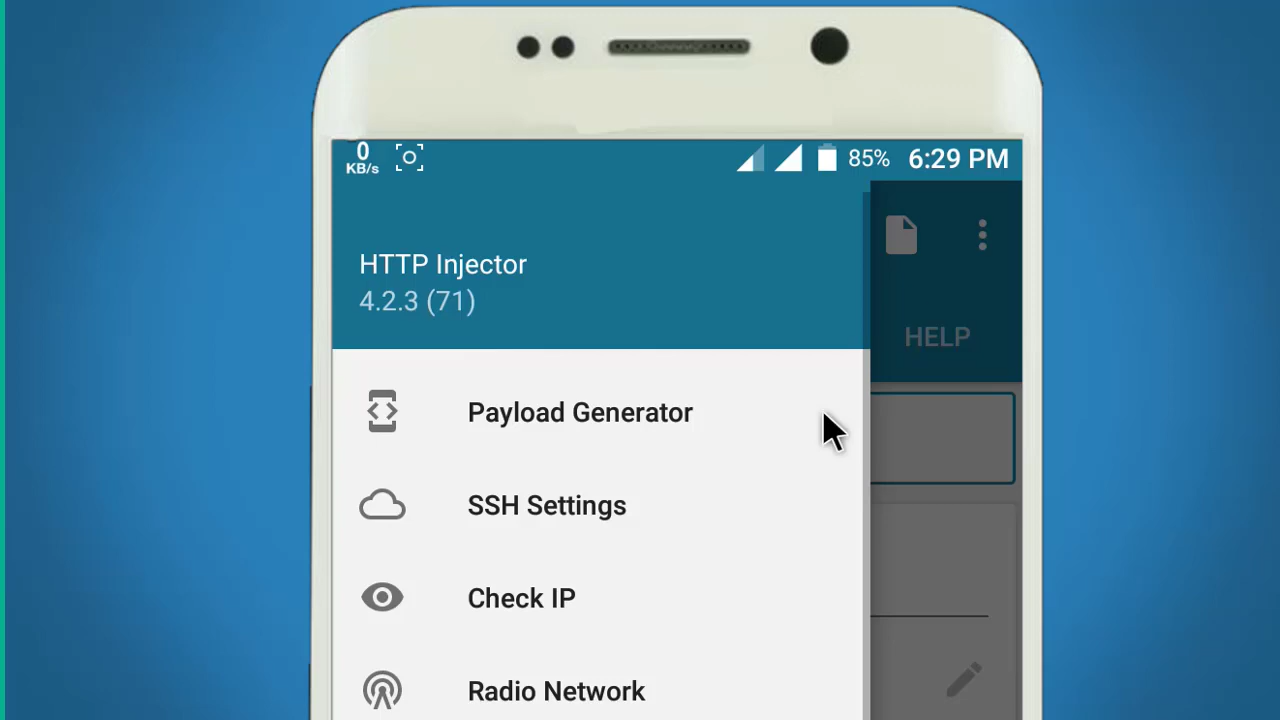 0
KB/s
85%
6:29 PM
HTTP Injector
4.2.3 (71)
HELP
Payload Generator
SSH Settings
Check IP
Radio Network